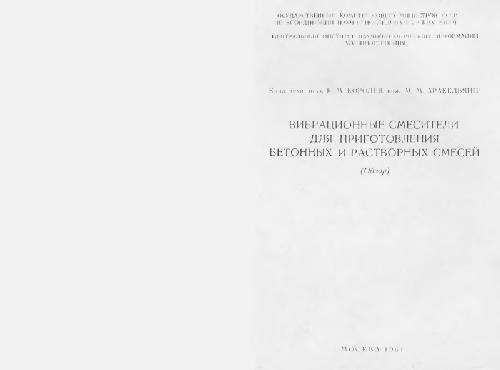 ГОСУДАРСТВЕННЫЙ КОМИТЕТ СОВЕТА МИНИСТРОВ СССР
ПО КООРДИНАЦИИ НАУЧНО-ИССЛЕДОВАТЕЛЬСКИХ РАБОТ
ЦЕНТРАЛЬНЫЙ ИНСТИТУТ НАУЧНО-ТЕХНИЧЕСКОЙ ИНФОРМАЦИИ
МАШИНОСТРОЕНИЯ
Канд. техн. наук К. М. КОРОЛЕВ, инж. М. М. АРАКЕЛЬЯНЦ
ВИБРАЦИОННЫЕ СМЕСИТЕЛИ
ДЛЯ ПРИГОТОВЛЕНИЯ
БЕТОННЫХ И РАСТВОРНЫХ СМЕСЕЙ
(Обзор)
МОСКВА